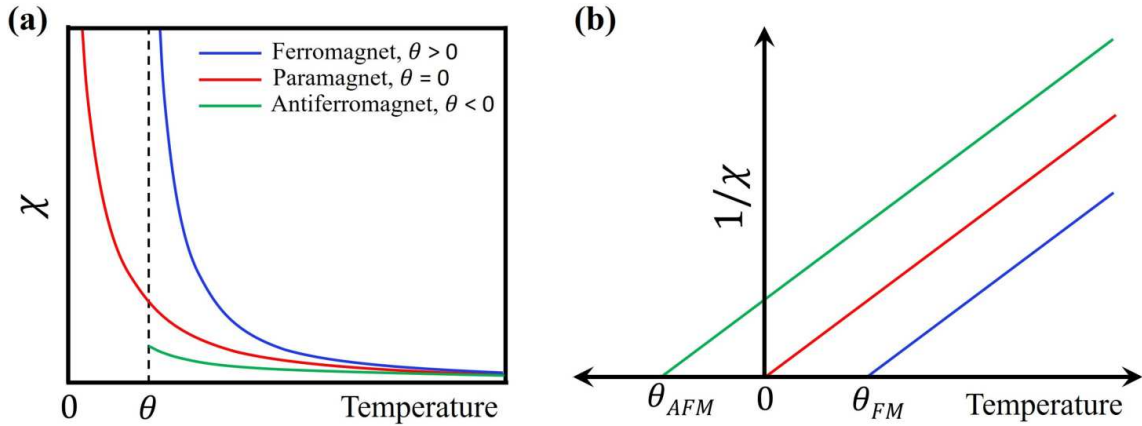 (a)
Ferromagnet, θ > 0
Paramagnet, θ = 0
Antiferromagnet, θ < 0
χ
0
θ
Temperature
(b)
1/χ
θ_AFM
0
θ_FM
Temperature